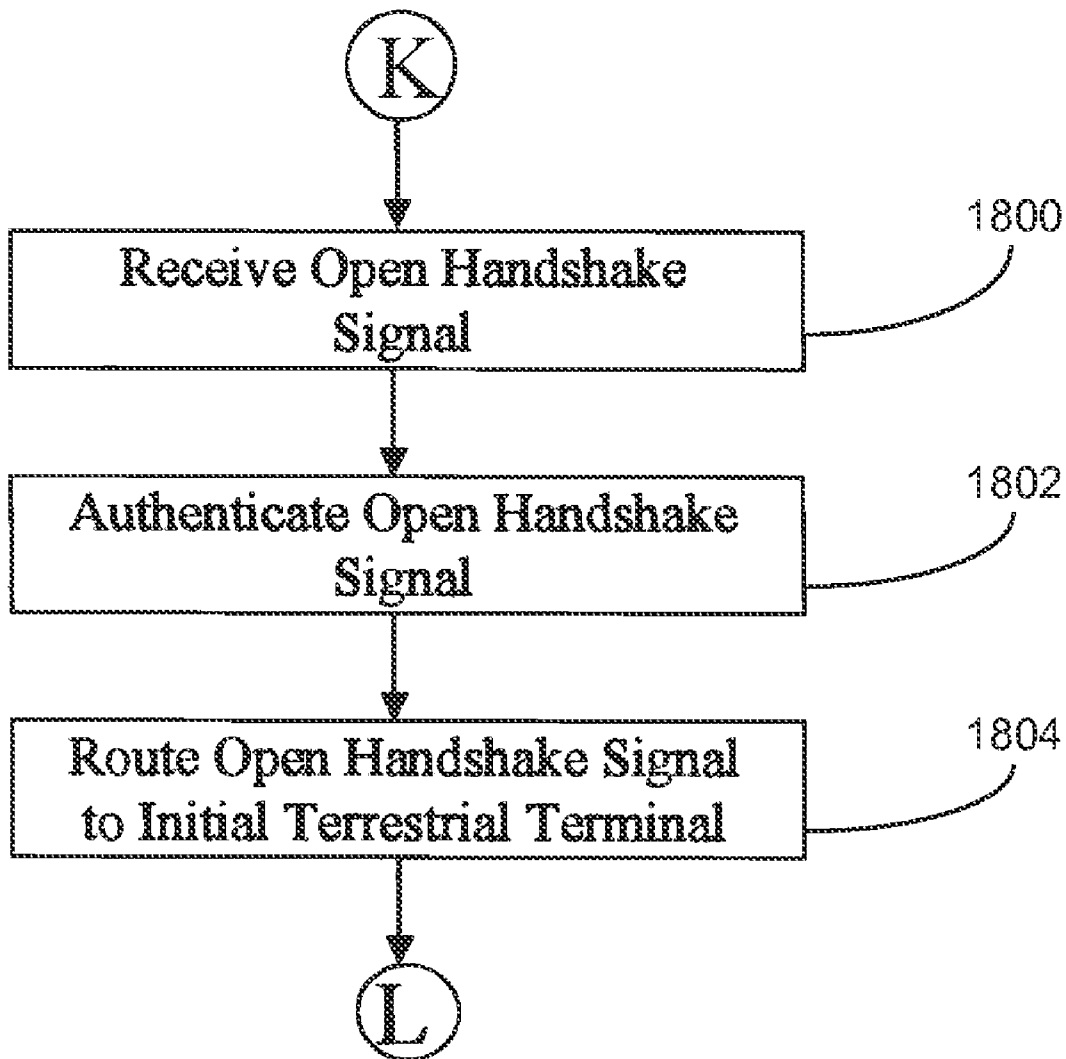 K
1800
Receive Open Handshake
Signal
1802
Authenticate Open Handshake
Signal
1804
Route Open Handshake Signal
to Initial Terrestrial Terminal
L